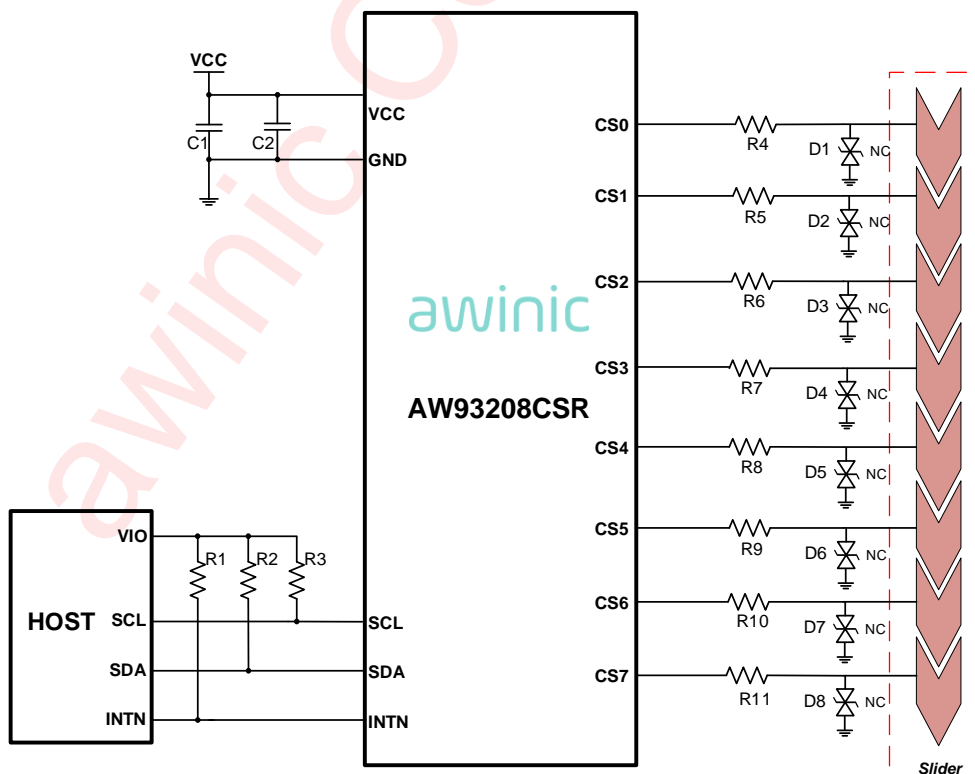 VCC
C1
C2
VCC
GND
awinic
AW93208CSR
HOST
VIO
SCL
SDA
INTN
R1
R2
R3
SCL
SDA
INTN
CS0
R4
D1
NC
CS1
R5
D2
NC
CS2
R6
D3
NC
CS3
R7
D4
NC
CS4
R8
D5
NC
CS5
R9
D6
NC
CS6
R10
D7
NC
CS7
R11
D8
NC
Slider
awinic Co